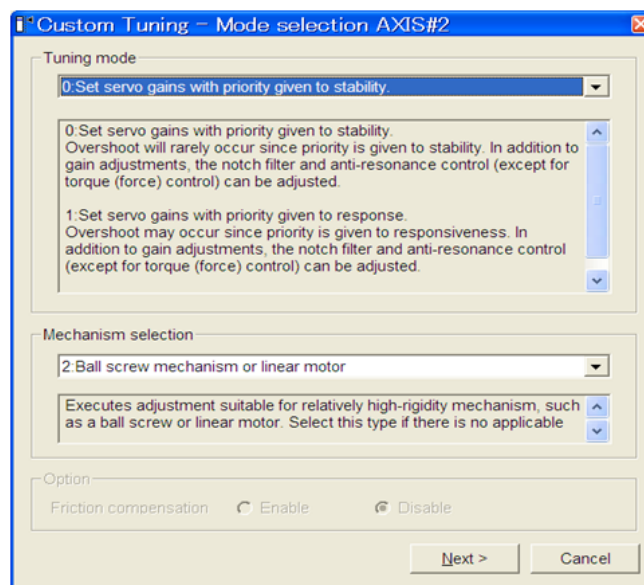 Custom Tuning - Mode selection AXIS#2
Tuning mode
0:Set servo gains with priority given to stability.
0:Set servo gains with priority given to stability.
Overshoot will rarely occur since priority is given to stability. In addition to
gain adjustments, the notch filter and anti-resonance control (except for
torque (force) control) can be adjusted.
1:Set servo gains with priority given to response.
Overshoot may occur since priority is given to responsiveness. In
addition to gain adjustments, the notch filter and anti-resonance control
(except for torque (force) control) can be adjusted.
Mechanism selection
2:Ball screw mechanism or linear motor
Executes adjustment suitable for relatively high-rigidity mechanism, such
as a ball screw or linear motor. Select this type if there is no applicable
Option
Friction compensation Enable Disable
Next > Cancel